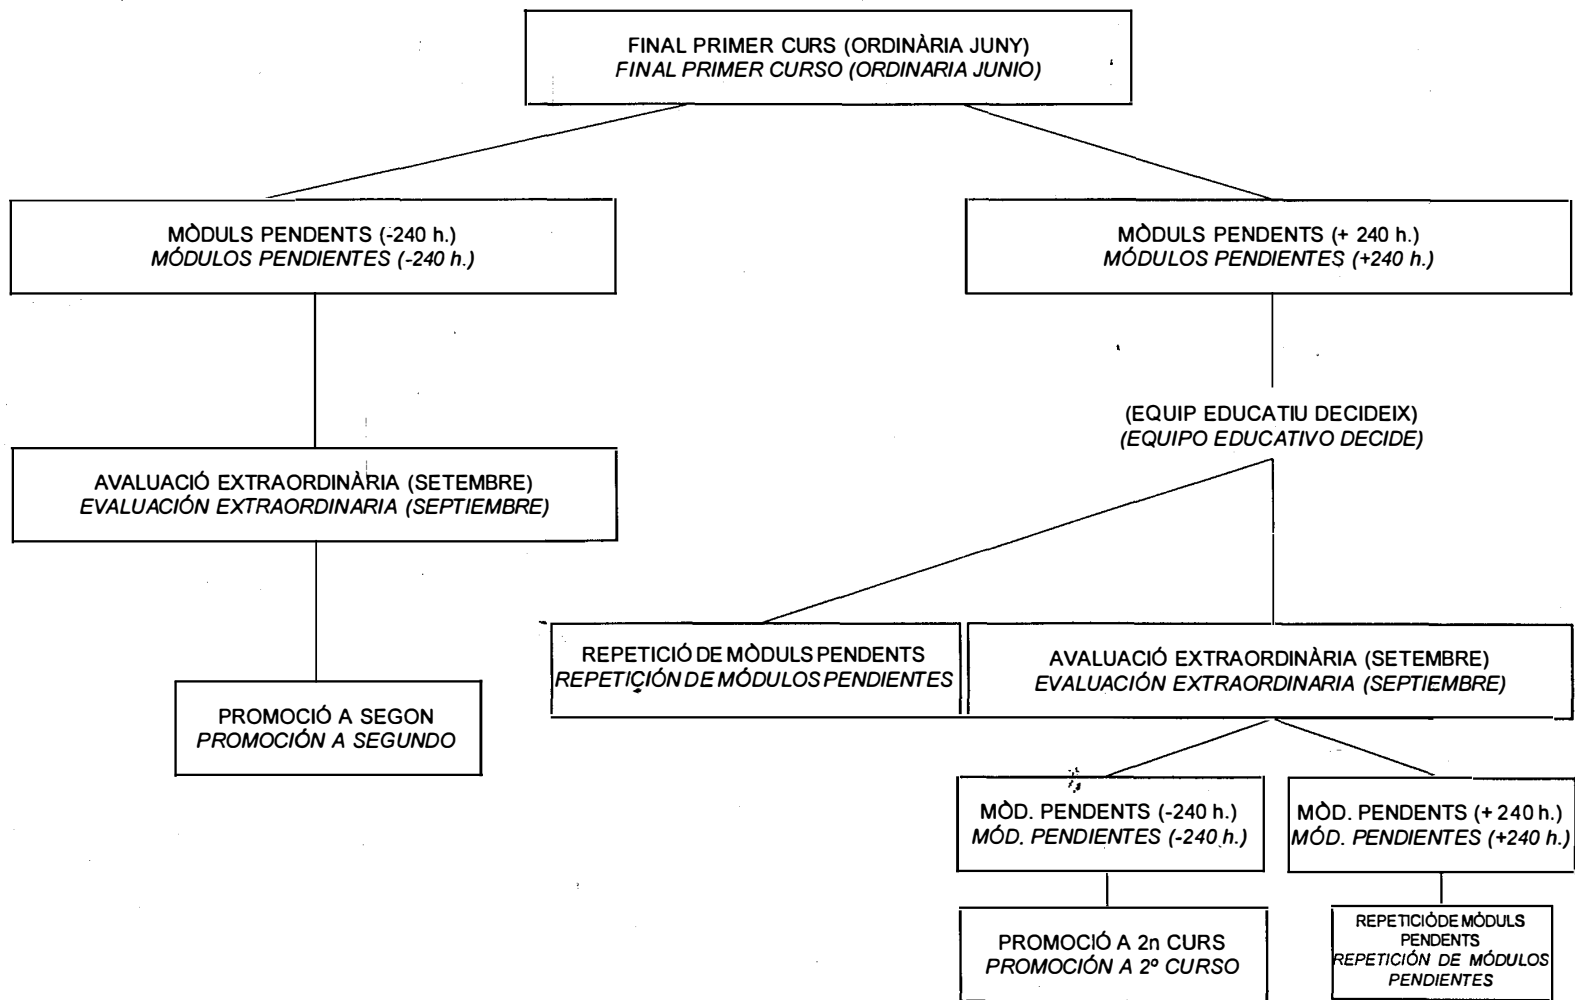 FINAL PRIMER CURS (ORDINÀRIA JUNY)
FINAL PRIMER CURSO (ORDINARIA JUNIO)
MÒDULS PENDENTS (-240 h.)
MÓDULOS PENDIENTES (-240 h.)
MÒDULS PENDENTS (+ 240 h.)
MÓDULOS PENDIENTES (+240 h.)
(EQUIP EDUCATIU DECIDEIX)
(EQUIPO EDUCATIVO DECIDE)
AVALUACIÓ EXTRAORDINÀRIA (SETEMBRE)
EVALUACIÓN EXTRAORDINARIA (SEPTIEMBRE)
REPETICIÓ DE MÒDULS PENDENTS
REPETICIÓN DE MÓDULOS PENDIENTES
AVALUACIÓ EXTRAORDINÀRIA (SETEMBRE)
EVALUACIÓN EXTRAORDINARIA (SEPTIEMBRE)
PROMOCIÓ A SEGON
PROMOCIÓN A SEGUNDO
MÒD. PENDENTS (-240 h.)
MÓD. PENDIENTES (-240 h.)
MÒD. PENDENTS (+ 240 h.)
MÓD. PENDIENTES (+240 h.)
PROMOCIÓ A 2n CURS
PROMOCIÓN A 2º CURSO
REPETICIÓ DE MÒDULS
PENDENTS
REPETICIÓN DE MÓDULOS
PENDIENTES